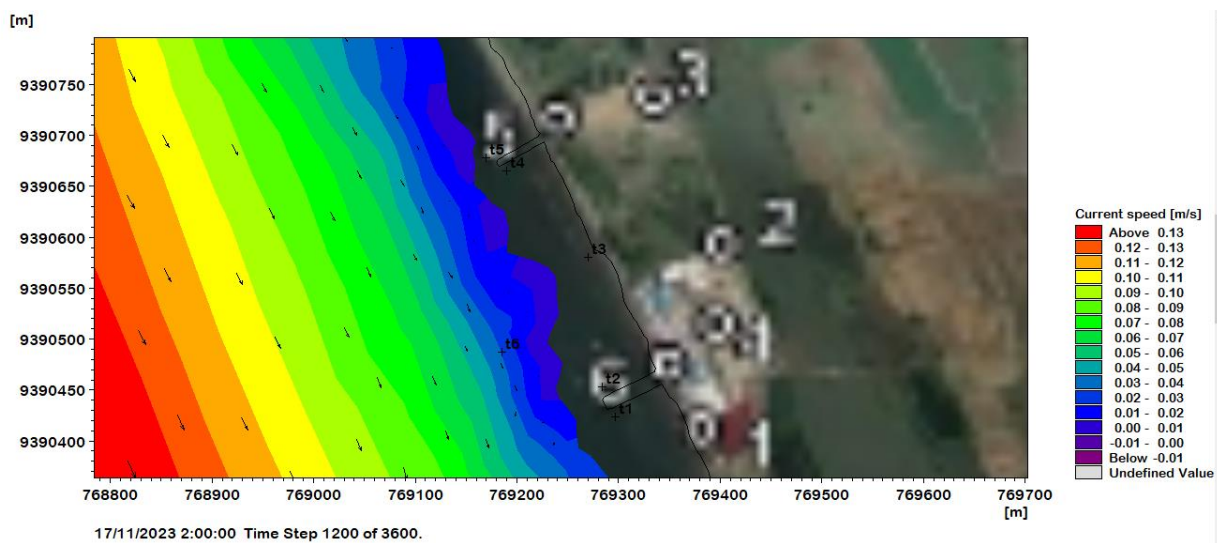 [m]
9390750
9390700
9390650
9390600
9390550
9390500
9390450
9390400
t5
t4
t3
t6
t2
t1
3
2
1
1
768800 768900 769000 769100 769200 769300 769400 769500 769600 769700
[m]
17/11/2023 2:00:00 Time Step 1200 of 3600.
Current speed [m/s]
Above 0.13
0.12 - 0.13
0.11 - 0.12
0.10 - 0.11
0.09 - 0.10
0.08 - 0.09
0.07 - 0.08
0.06 - 0.07
0.05 - 0.06
0.04 - 0.05
0.03 - 0.04
0.02 - 0.03
0.01 - 0.02
0.00 - 0.01
-0.01 - 0.00
Below -0.01
Undefined Value